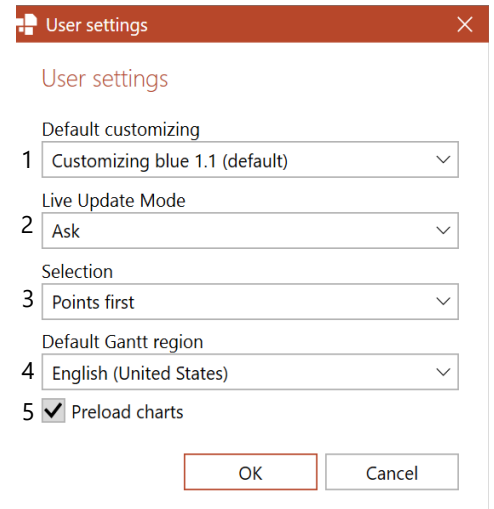 User settings
User settings
Default customizing
1 Customizing blue 1.1 (default)
Live Update Mode
2 Ask
Selection
3 Points first
Default Gantt region
4 English (United States)
5 Preload charts
OK Cancel